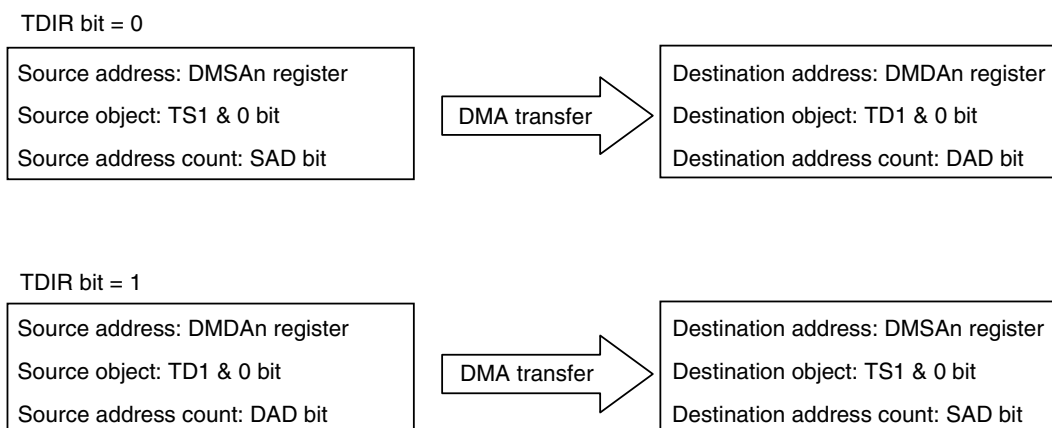 TDIR bit = 0
Source address: DMSAn register
Source object: TS1 & 0 bit
Source address count: SAD bit
DMA transfer
Destination address: DMDAn register
Destination object: TD1 & 0 bit
Destination address count: DAD bit
TDIR bit = 1
Source address: DMDAn register
Source object: TD1 & 0 bit
Source address count: DAD bit
DMA transfer
Destination address: DMSAn register
Destination object: TS1 & 0 bit
Destination address count: SAD bit